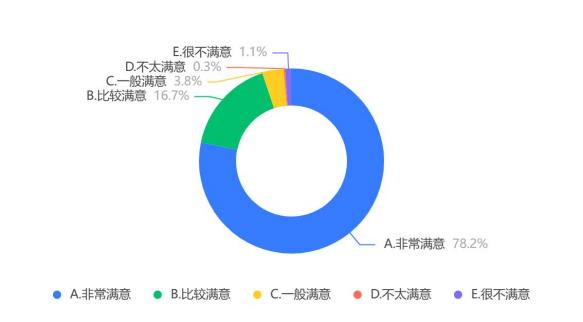 E.很不满意 1.1%
D.不太满意 0.3%
C.一般满意 3.8%
B.比较满意 16.7%
A.非常满意 78.2%
A.非常满意 B.比较满意 C.一般满意 D.不太满意 E.很不满意